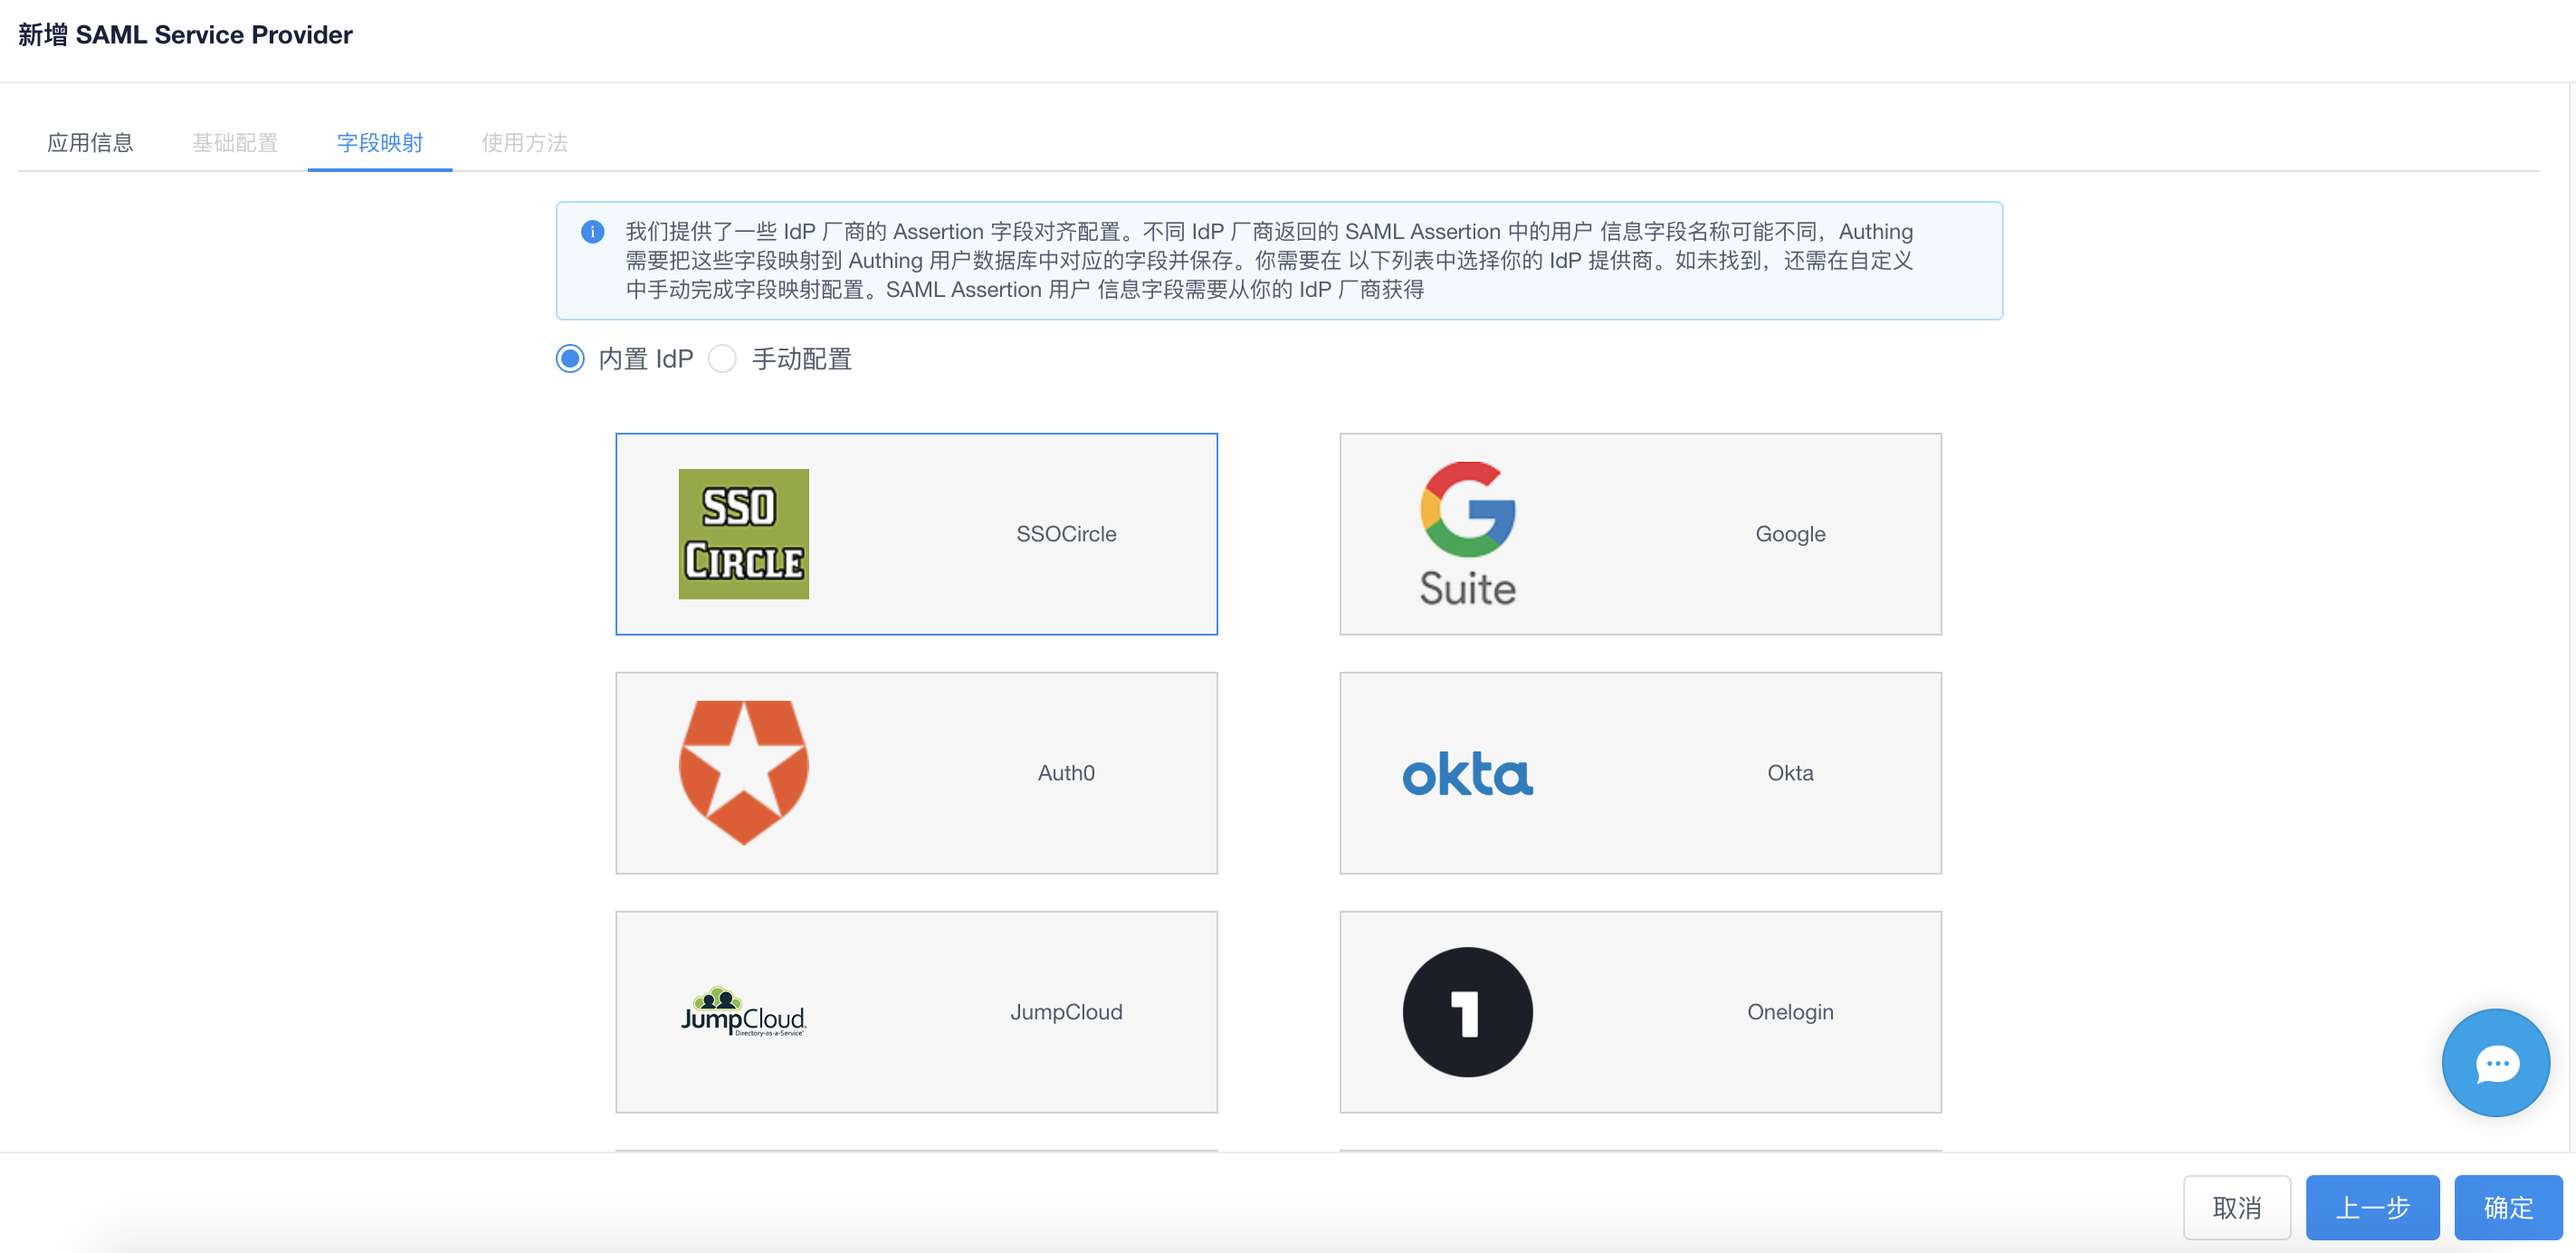 新增 SAML Service Provider
应用信息
基础配置
字段映射
使用方法
我们提供了一些 IdP 厂商的 Assertion 字段对齐配置。不同 IdP 厂商返回的 SAML Assertion 中的用户 信息字段名称可能不同，Authing
需要把这些字段映射到 Authing 用户数据库中对应的字段并保存。你需要在 以下列表中选择你的 IdP 提供商。如未找到，还需在自定义
中手动完成字段映射配置。SAML Assertion 用户 信息字段需要从你的 IdP 厂商获得
内置 IdP
手动配置
SSO
CIRCLE
SSOCircle
G
Suite
Google
Auth0
okta
Okta
JumpCloud
Directory-as-a-Service
JumpCloud
1
Onelogin
取消
上一步
确定